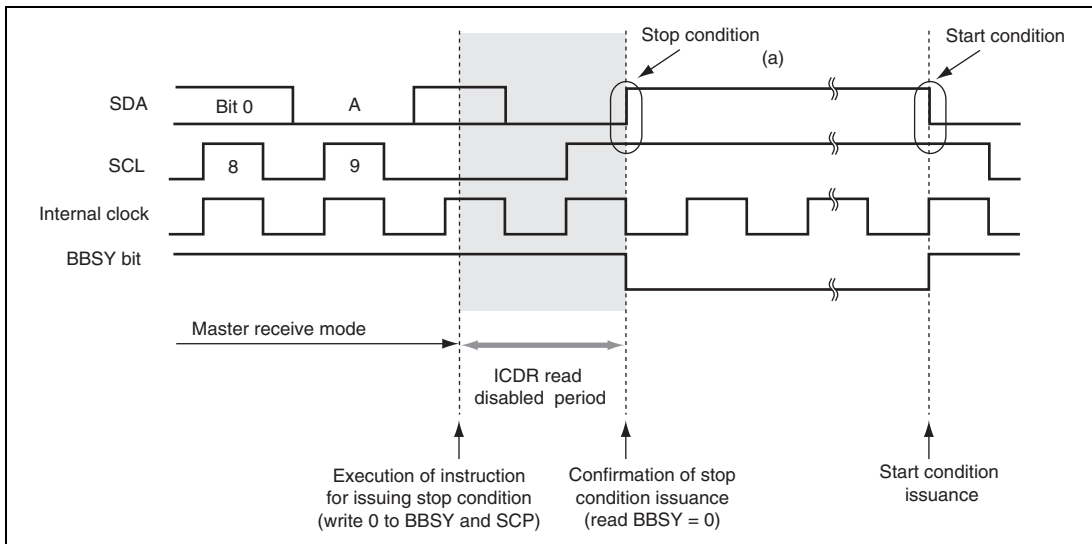 Stop condition
Start condition
(a)
SDA
Bit 0
A
SCL
8
9
Internal clock
BBSY bit
Master receive mode
ICDR read
disabled period
Execution of instruction
for issuing stop condition
(write 0 to BBSY and SCP)
Confirmation of stop
condition issuance
(read BBSY = 0)
Start condition
issuance